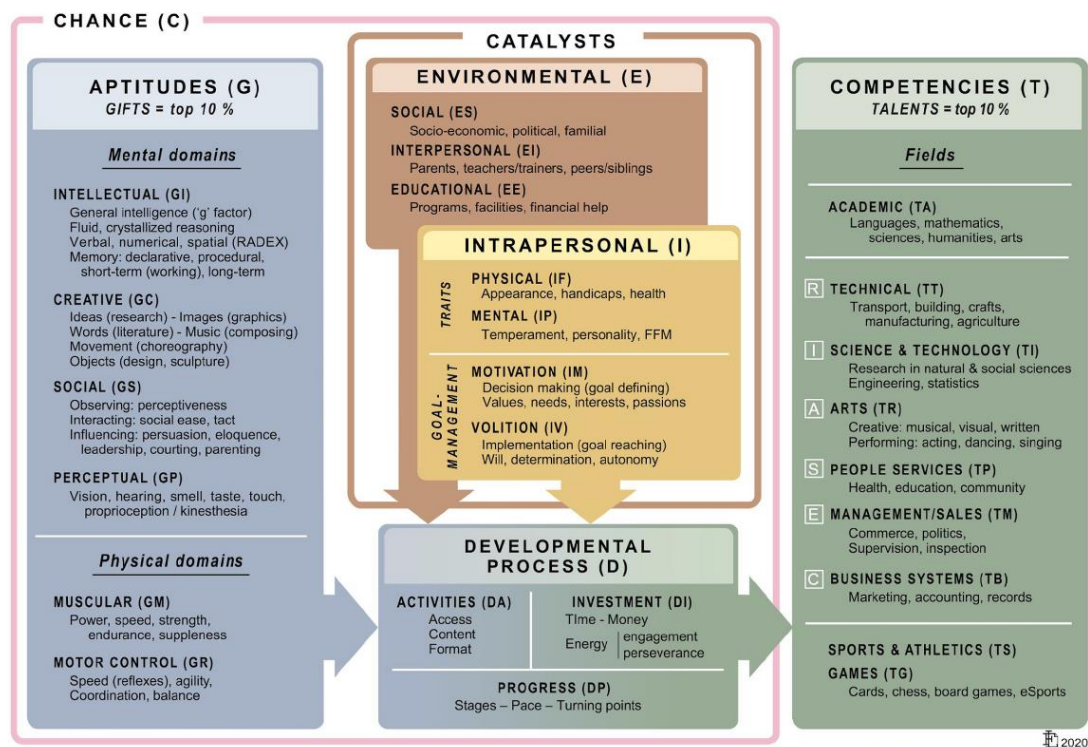 CHANCE (C)
APTITUDES (G)
GIFTS = top 10 %
Mental domains
INTELLECTUAL (GI)
General intelligence ('g' factor)
Fluid, crystallized reasoning
Verbal, numerical, spatial (RADEX)
Memory: declarative, procedural,
short-term (working), long-term
CREATIVE (GC)
Ideas (research) - Images (graphics)
Words (literature) - Music (composing)
Movement (choreography)
Objects (design, sculpture)
SOCIAL (GS)
Observing: perceptiveness
Interacting: social ease, tact
Influencing: persuasion, eloquence,
leadership, courting, parenting
PERCEPTUAL (GP)
Vision, hearing, smell, taste, touch,
proprioception / kinesthesia
Physical domains
MUSCULAR (GM)
Power, speed, strength,
endurance, suppleness
MOTOR CONTROL (GR)
Speed (reflexes), agility,
Coordination, balance
CATALYSTS
ENVIRONMENTAL (E)
SOCIAL (ES)
Socio-economic, political, familial
INTERPERSONAL (EI)
Parents, teachers/trainers, peers/siblings
EDUCATIONAL (EE)
Programs, facilities, financial help
INTRAPERSONAL (I)
TRAITS
PHYSICAL (IF)
Appearance, handicaps, health
MENTAL (IP)
Temperament, personality, FFM
GOAL-
MANAGEMENT
MOTIVATION (IM)
Decision making (goal defining)
Values, needs, interests, passions
VOLITION (IV)
Implementation (goal reaching)
Will, determination, autonomy
DEVELOPMENTAL
PROCESS (D)
ACTIVITIES (DA)
Access
Content
Format
INVESTMENT (DI)
TIme - Money
Energy
engagement
perseverance
PROGRESS (DP)
Stages – Pace – Turning points
COMPETENCIES (T)
TALENTS = top 10 %
Fields
ACADEMIC (TA)
Languages, mathematics,
sciences, humanities, arts
R TECHNICAL (TT)
Transport, building, crafts,
manufacturing, agriculture
I SCIENCE & TECHNOLOGY (TI)
Research in natural & social sciences
Engineering, statistics
A ARTS (TR)
Creative: musical, visual, written
Performing: acting, dancing, singing
S PEOPLE SERVICES (TP)
Health, education, community
E MANAGEMENT/SALES (TM)
Commerce, politics,
Supervision, inspection
C BUSINESS SYSTEMS (TB)
Marketing, accounting, records
SPORTS & ATHLETICS (TS)
GAMES (TG)
Cards, chess, board games, eSports
2020